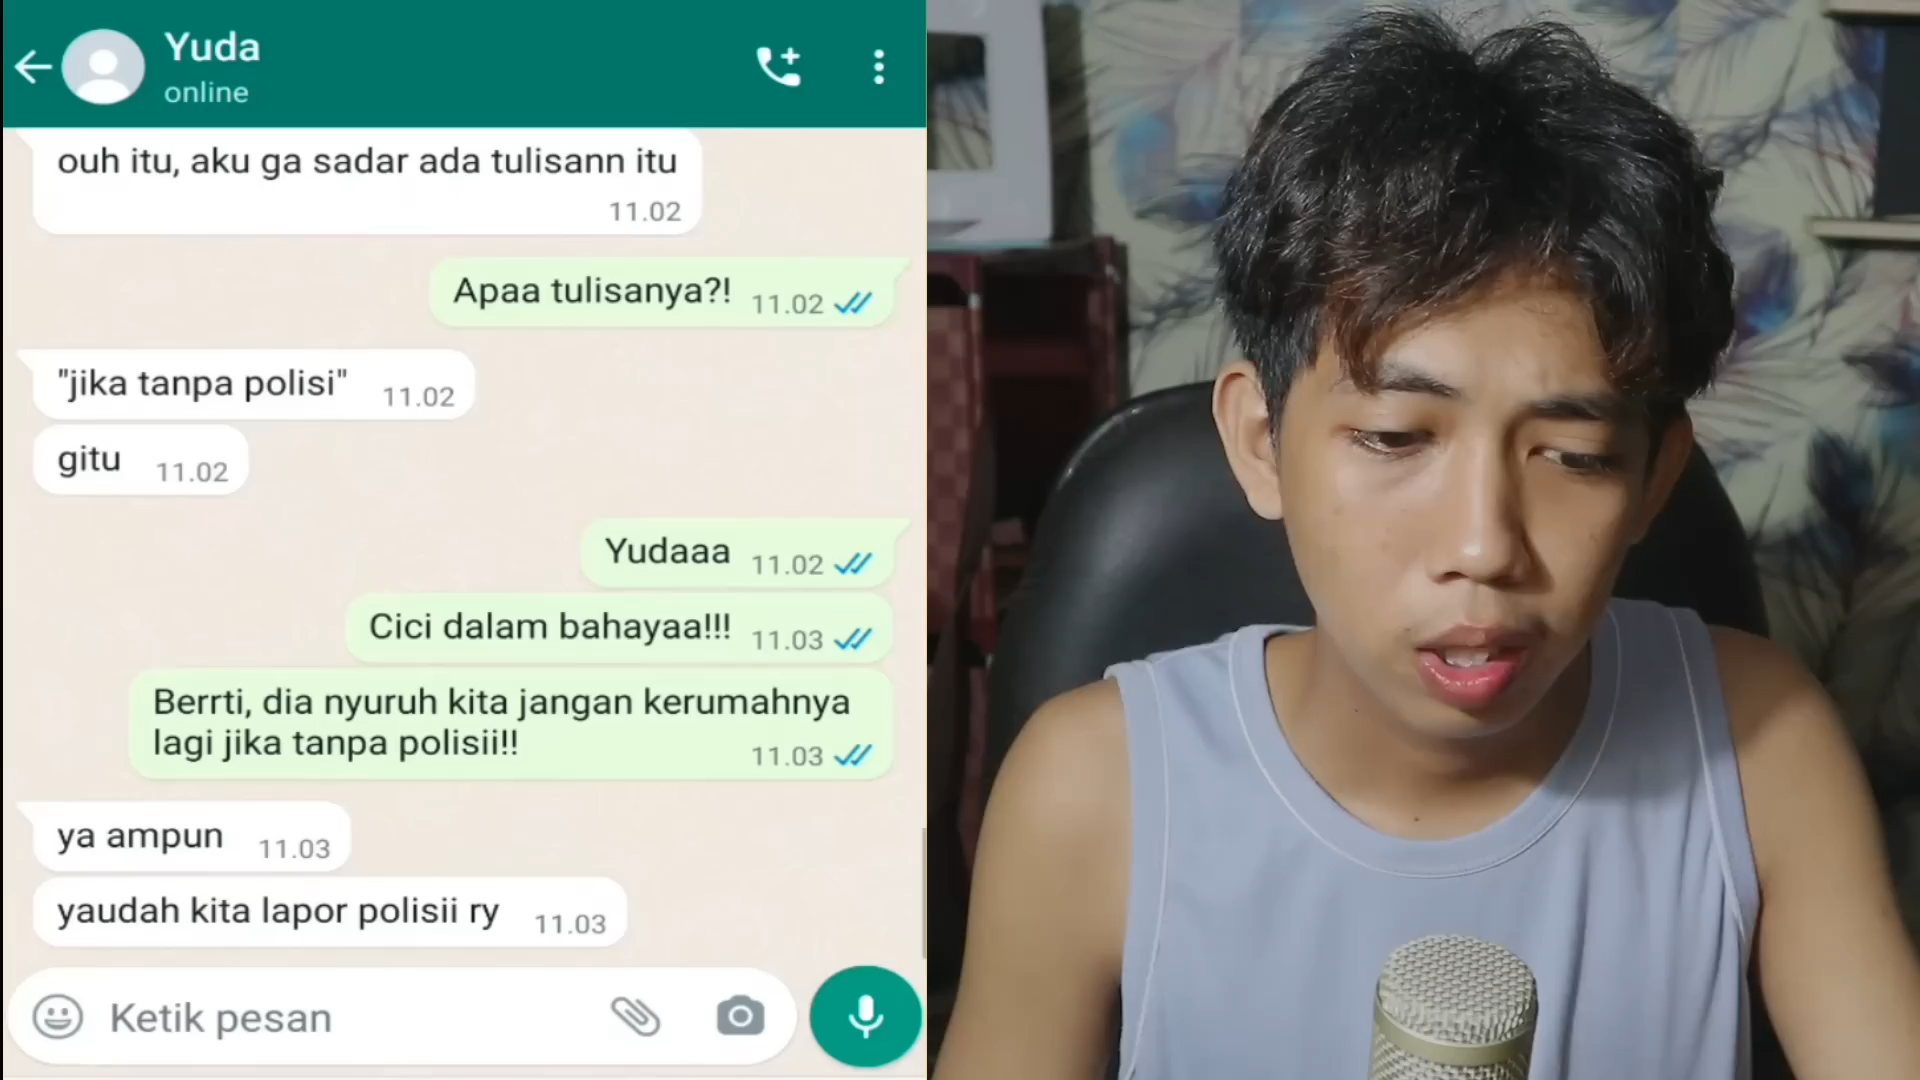 Yuda
online
ouh itu, aku ga sadar ada tulisann itu
11.02
Apaa tulisanya?! 11.02
"jika tanpa polisi" 11.02
gitu 11.02
Yudaaa 11.02
Cici dalam bahayaa!!! 11.03
Berrti, dia nyuruh kita jangan kerumahnya
lagi jika tanpa polisii!! 11.03
ya ampun 11.03
yaudah kita lapor polisii ry 11.03
Ketik pesan